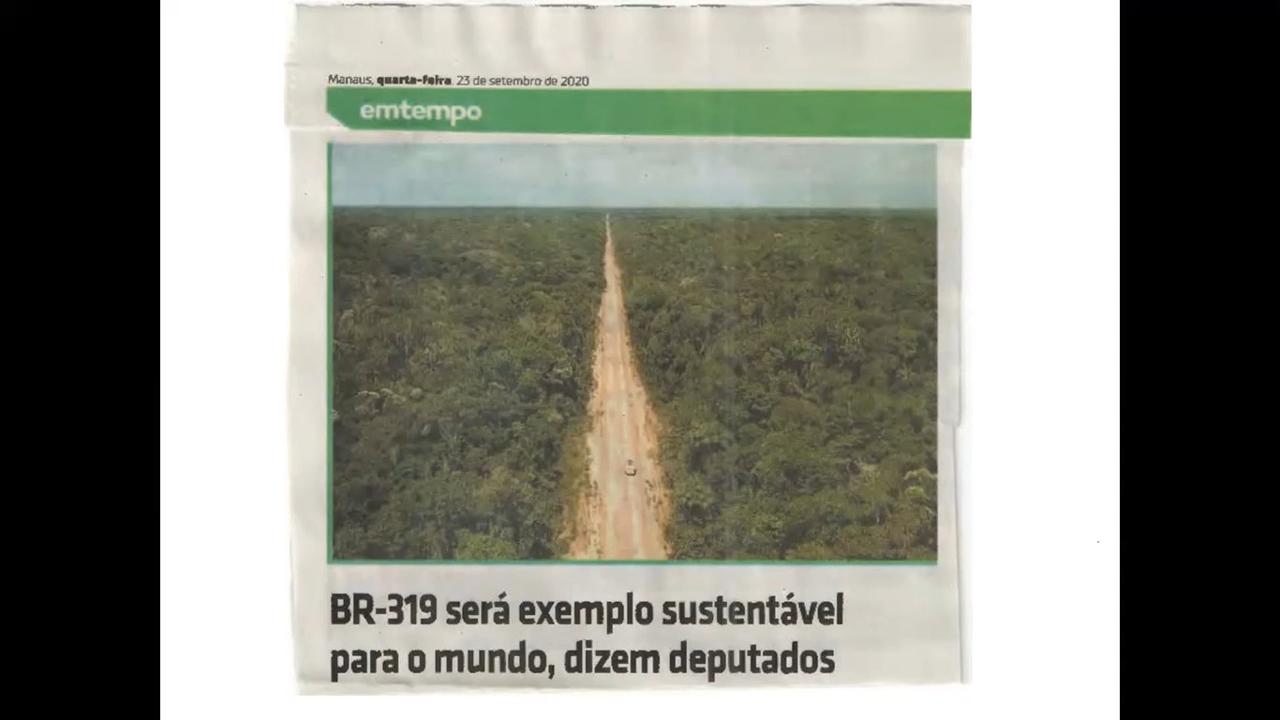 Manaus, quarta-feira, 23 de setembro de 2020
emtempo
BR-319 será exemplo sustentável
para o mundo, dizem deputados